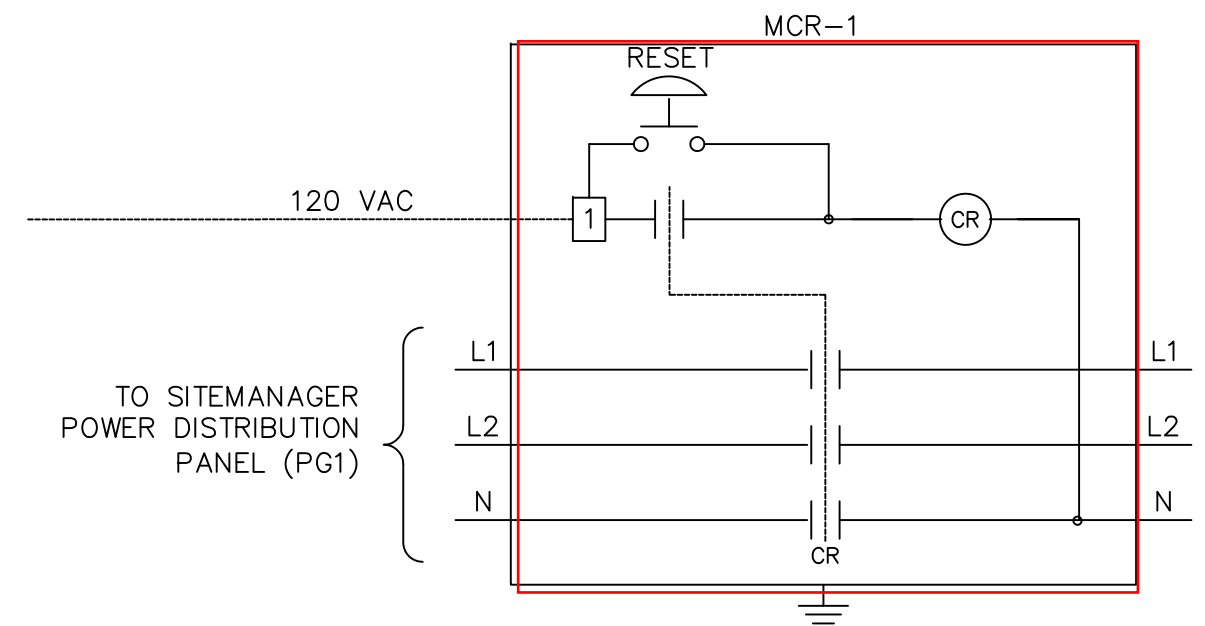 MCR-1
RESET
120 VAC
1
CR
L1
L1
TO SITEMANAGER
POWER DISTRIBUTION
PANEL (PG1)
L2
L2
N
N
CR